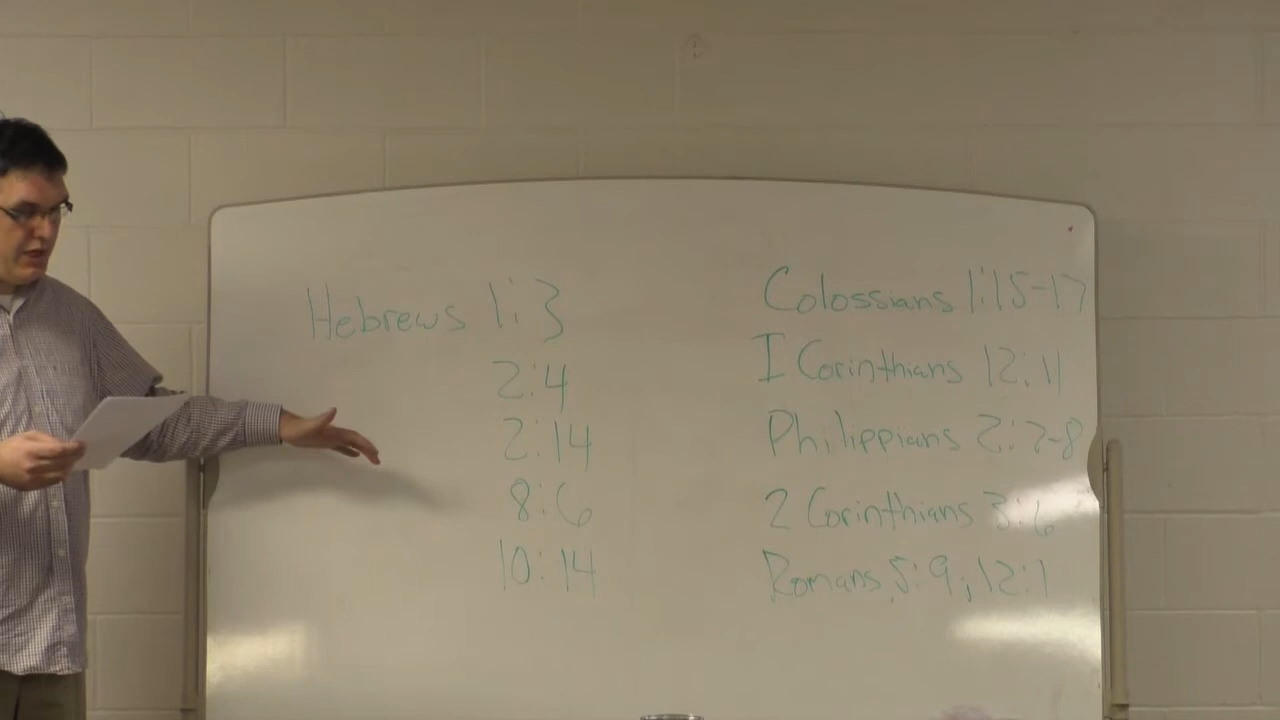 Hebrews 1:3
2:4
2:14
8:6
10:14
Colossians 1:15-17
I Corinthians 12:11
Philippians 2:7-8
2 Corinthians 3:6
Romans 5:9; 12:1